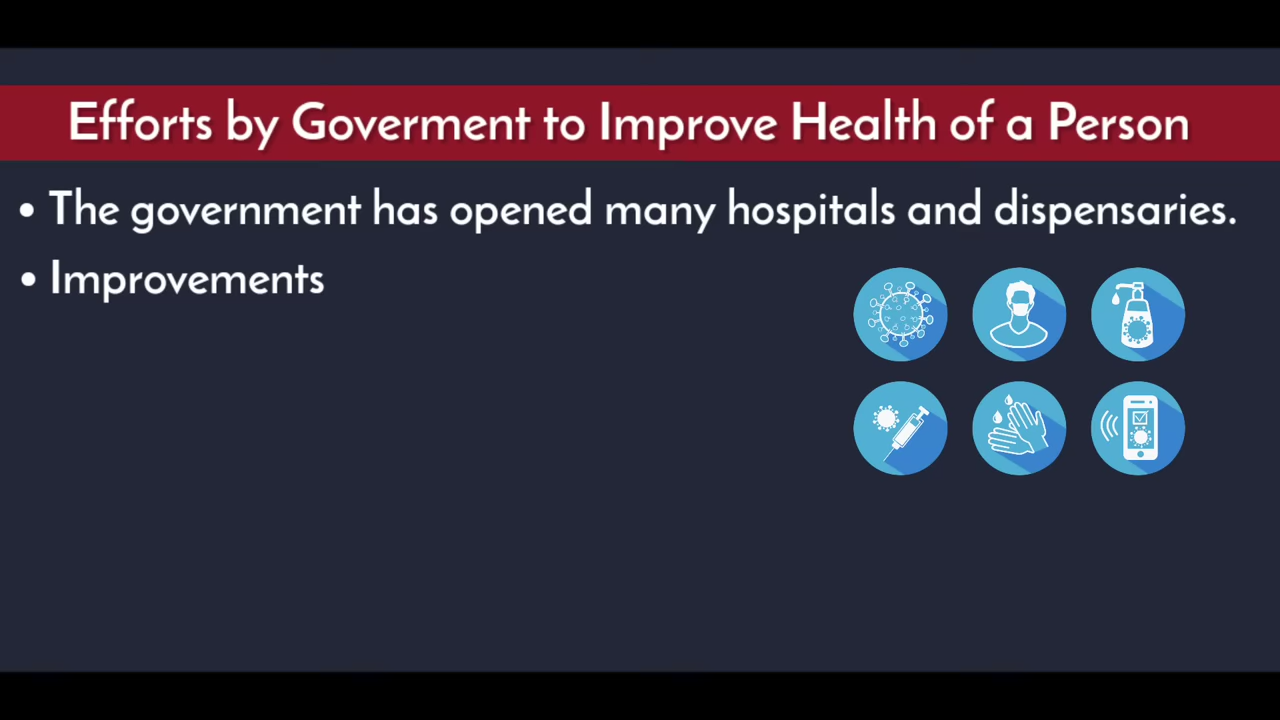 Efforts by Goverment to Improve Health of a Person
• The government has opened many hospitals and dispensaries.
• Improvements